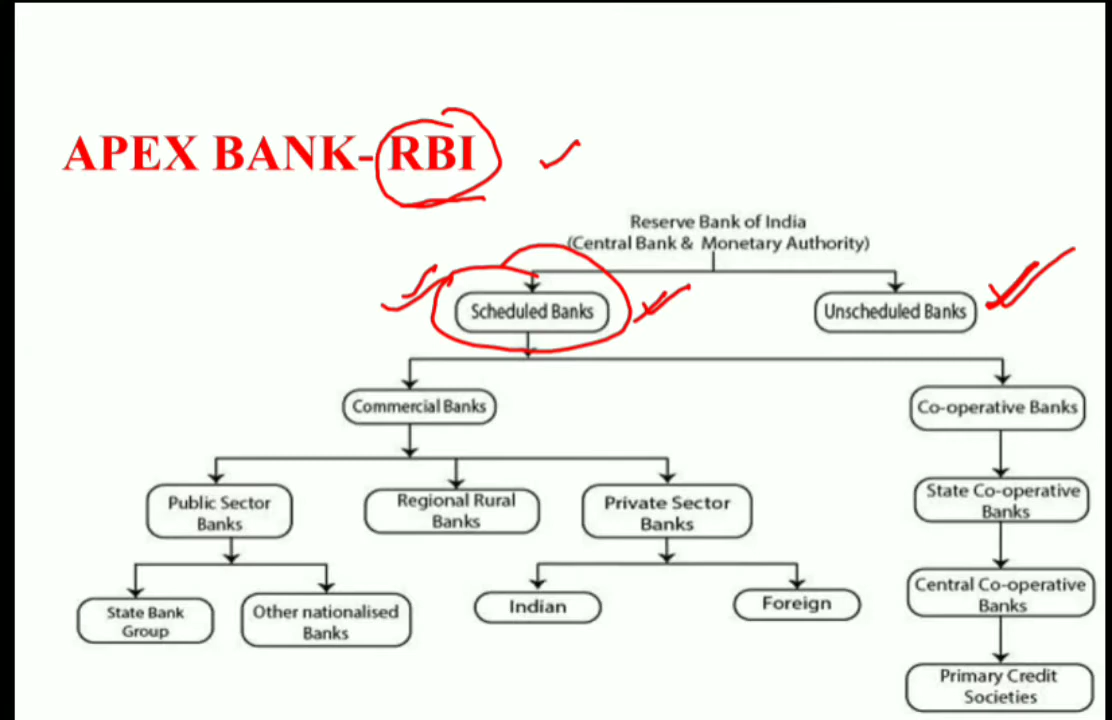 APEX BANK-RBI
Reserve Bank of India
(Central Bank & Monetary Authority)
Scheduled Banks
Unscheduled Banks
Commercial Banks
Co-operative Banks
Public Sector
Banks
Regional Rural
Banks
Private Sector
Banks
State Co-operative
Banks
State Bank
Group
Other nationalised
Banks
Indian
Foreign
Central Co-operative
Banks
Primary Credit
Societies